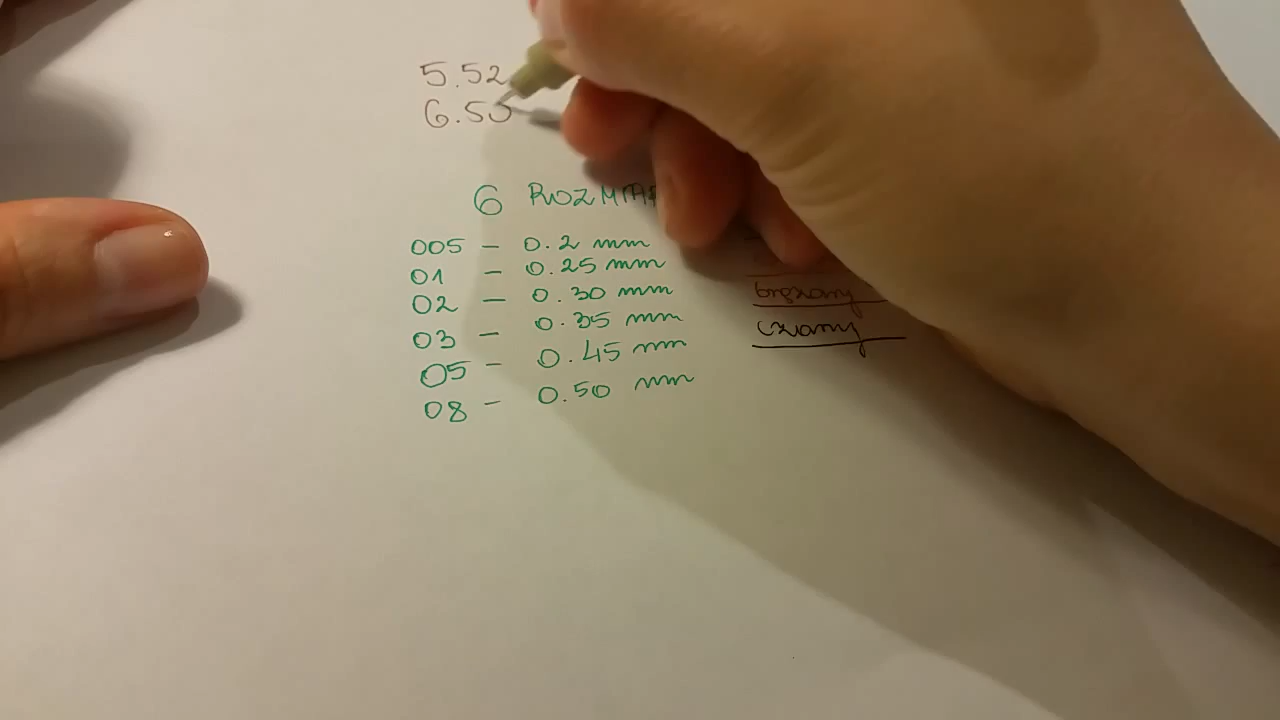 5.52
6.50
6
005 - 0.2 mm
01 - 0.25 mm
02 - 0.30 mm
03 - 0.35 mm
05 - 0.45 mm
08 - 0.50 mm
brązowy
czarny